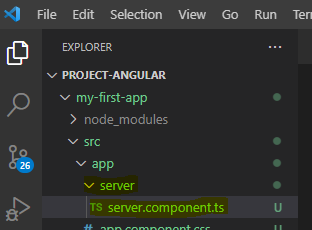 File Edit Selection View Go Run Termin
EXPLORER
PROJECT-ANGULAR
my-first-app
node_modules
src
app
server
TS server.component.ts U
app.component.css U
26